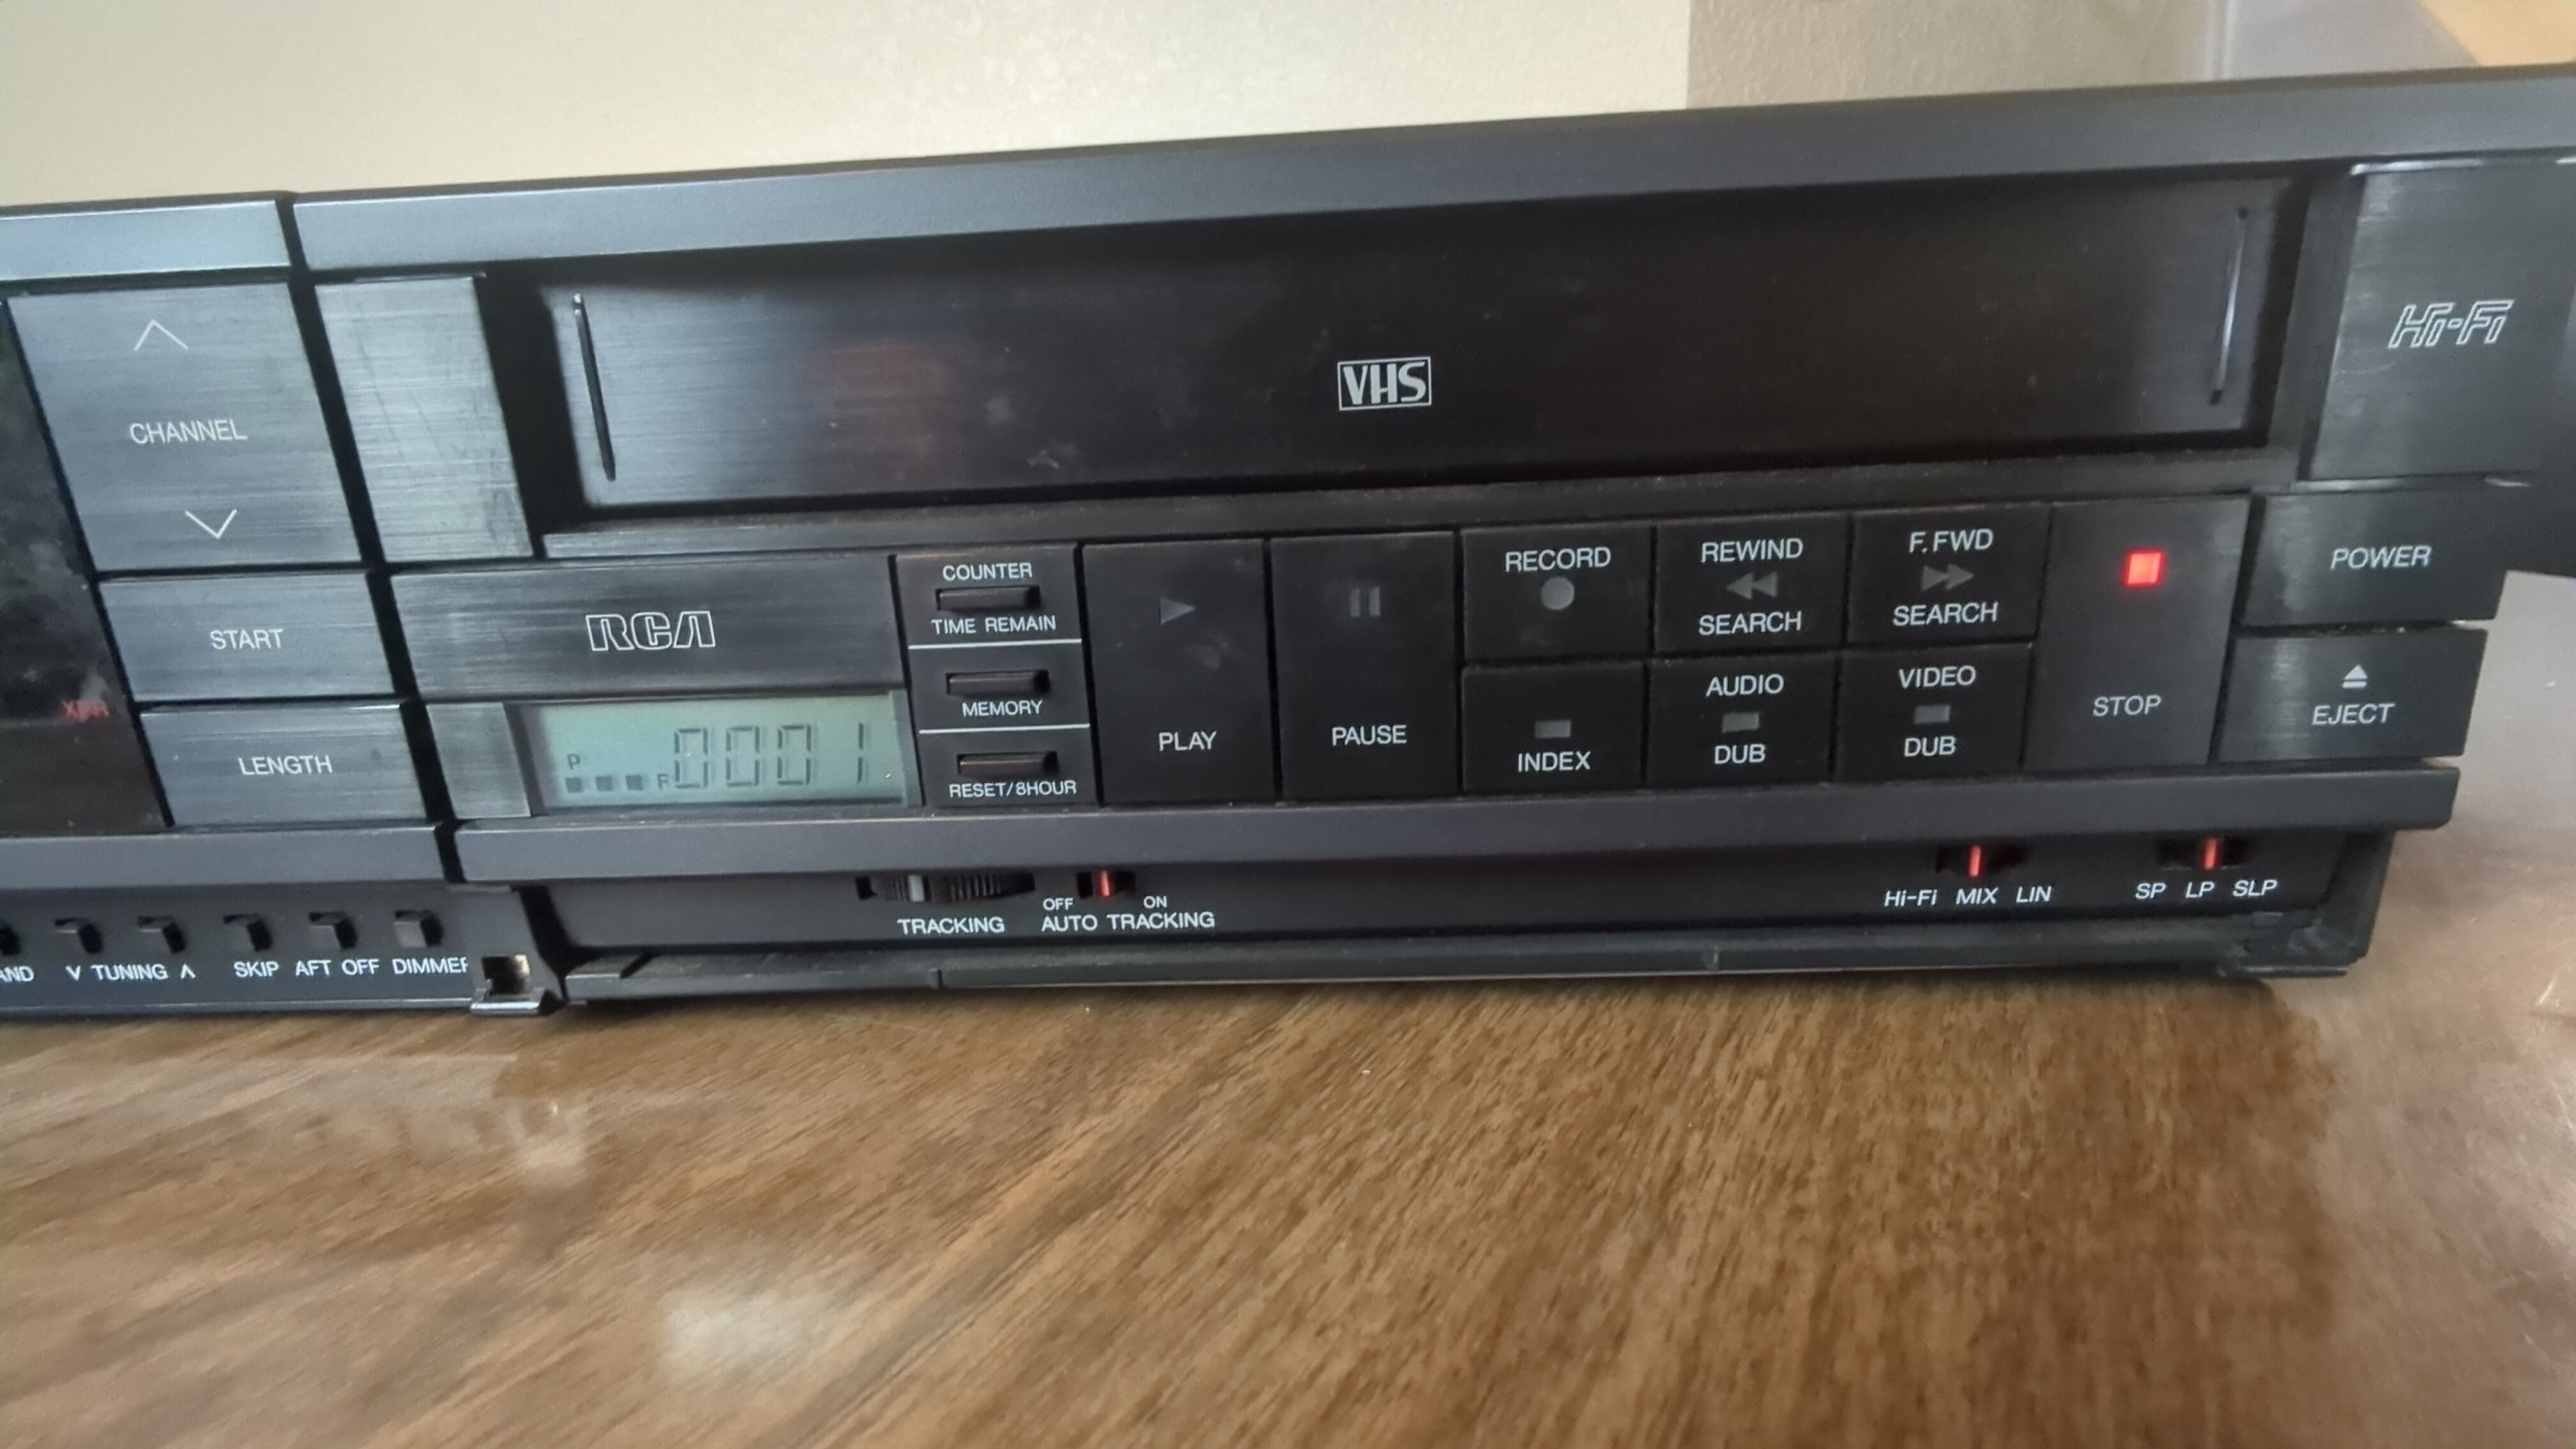 CHANNEL
START
LENGTH
VHS
Hi-Fi
RCA
P
F 0001
COUNTER
TIME REMAIN
MEMORY
RESET/8HOUR
PLAY
PAUSE
RECORD
INDEX
REWIND
SEARCH
AUDIO
DUB
F.FWD
SEARCH
VIDEO
DUB
STOP
POWER
EJECT
TUNING
SKIP
AFT OFF
DIMMER
TRACKING
OFF ON
AUTO TRACKING
Hi-Fi MIX LIN
SP LP SLP